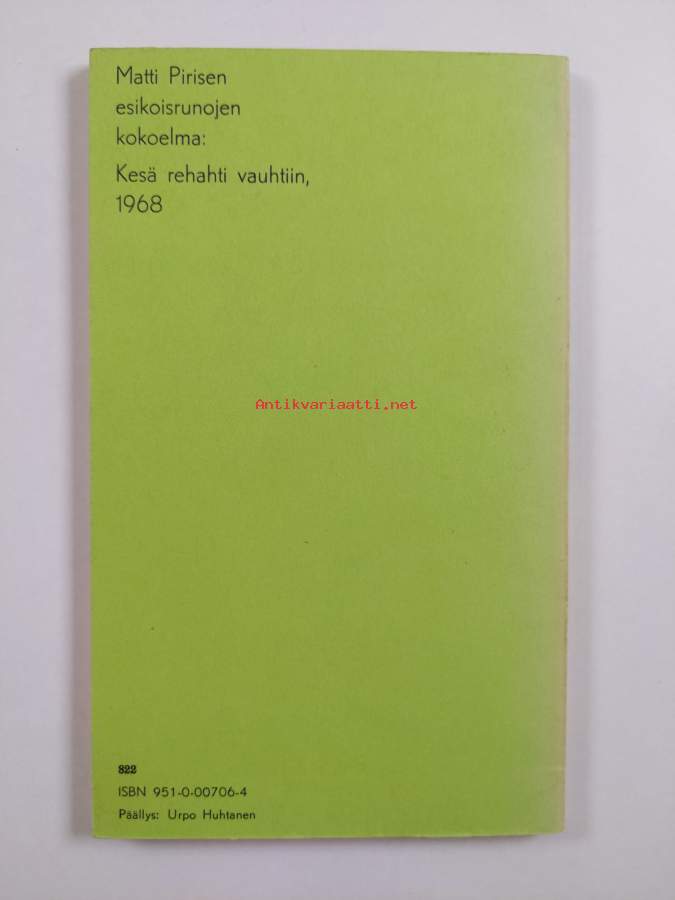 Matti Pirisen
esikoisrunojen
kokoelma:
Kesä rehahti vauhtiin,
1968
Antikvariaatti.net
822
ISBN 951-0-00706-4
Päällys: Urpo Huhtanen